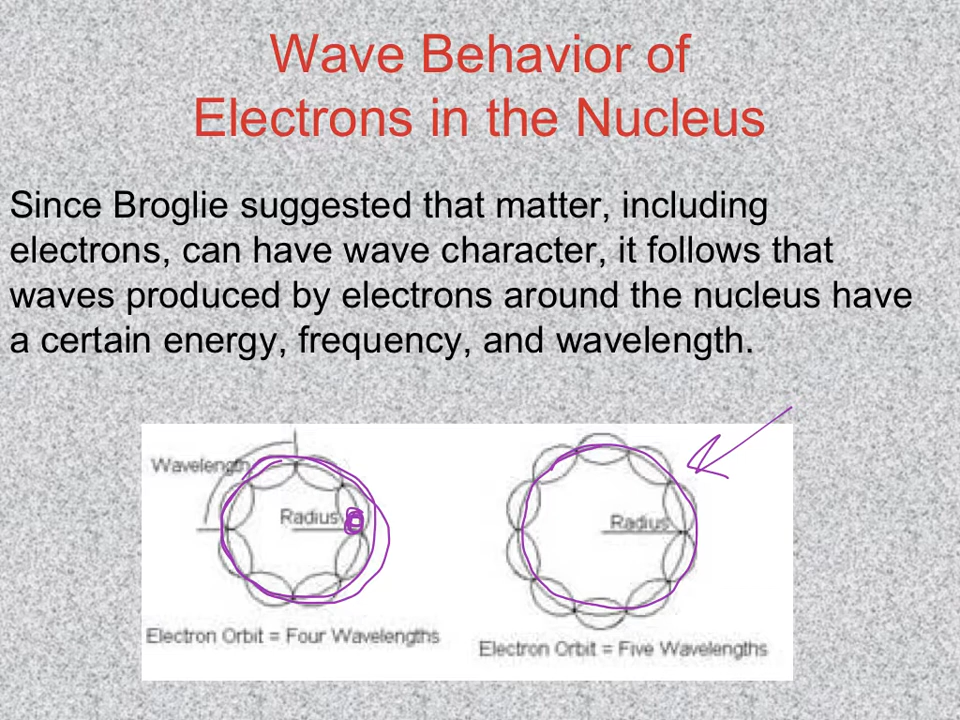 Wave Behavior of
Electrons in the Nucleus
Since Broglie suggested that matter, including
electrons, can have wave character, it follows that
waves produced by electrons around the nucleus have
a certain energy, frequency, and wavelength.
Wavelength
Radius
Radius
Electron Orbit = Four Wavelengths
Electron Orbit = Five Wavelengths